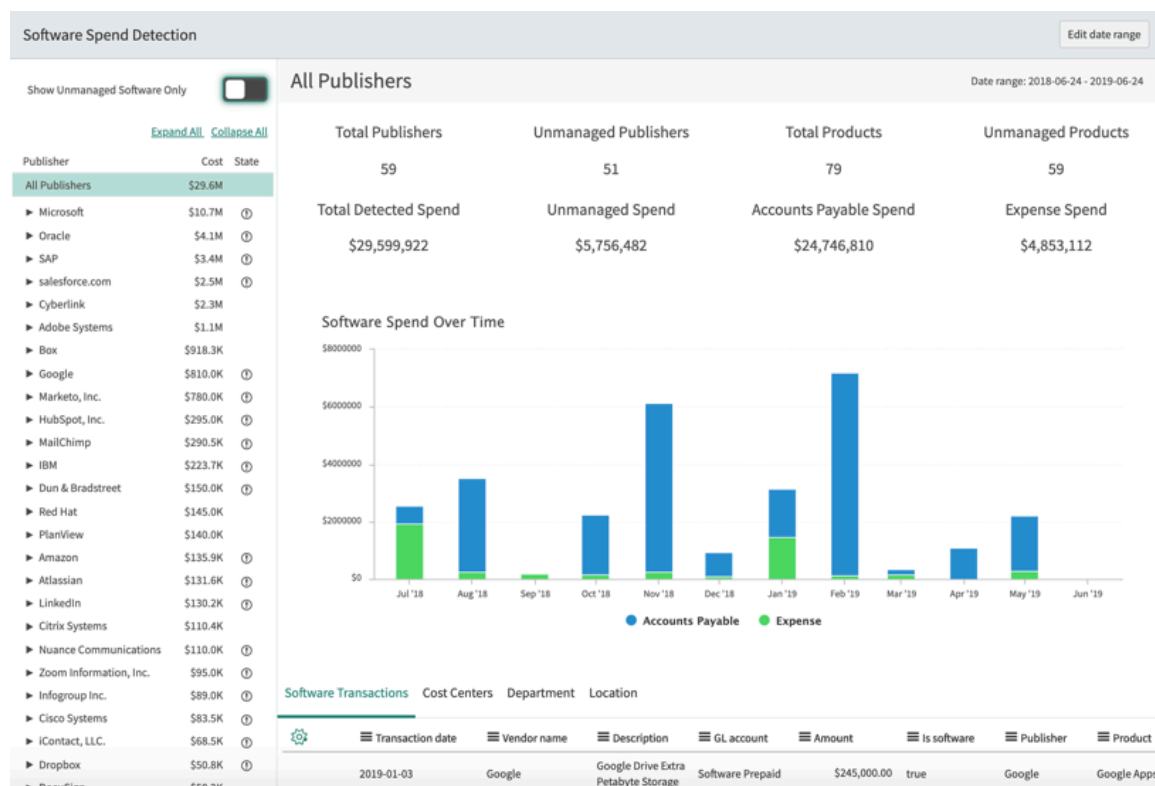 Software Spend Detection
Edit date range
Show Unmanaged Software Only
Expand All Collapse All
Publisher Cost State
All Publishers $29.6M
Microsoft $10.7M
Oracle $4.1M
SAP $3.4M
salesforce.com $2.5M
Cyberlink $2.3M
Adobe Systems $1.1M
Box $918.3K
Google $810.0K
Marketo, Inc. $780.0K
HubSpot, Inc. $295.0K
MailChimp $290.5K
IBM $223.7K
Dun & Bradstreet $150.0K
Red Hat $145.0K
PlanView $140.0K
Amazon $135.9K
Atlassian $131.6K
LinkedIn $130.2K
Citrix Systems $110.4K
Nuance Communications $110.0K
Zoom Information, Inc. $95.0K
Infogroup Inc. $89.0K
Cisco Systems $83.5K
iContact, LLC. $68.5K
Dropbox $50.8K
All Publishers
Date range: 2018-06-24 - 2019-06-24
Total Publishers Unmanaged Publishers Total Products Unmanaged Products
59 51 79 59
Total Detected Spend Unmanaged Spend Accounts Payable Spend Expense Spend
$29,599,922 $5,756,482 $24,746,810 $4,853,112
Software Spend Over Time
$8000000
$6000000
$4000000
$2000000
$0
Jul '18 Aug '18 Sep '18 Oct '18 Nov '18 Dec '18 Jan '19 Feb '19 Mar '19 Apr '19 May '19 Jun '19
Accounts Payable Expense
Software Transactions Cost Centers Department Location
Transaction date Vendor name Description GL account Amount Is software Publisher Product
2019-01-03 Google Google Drive Extra Petabyte Storage Software Prepaid $245,000.00 true Google Google Apps